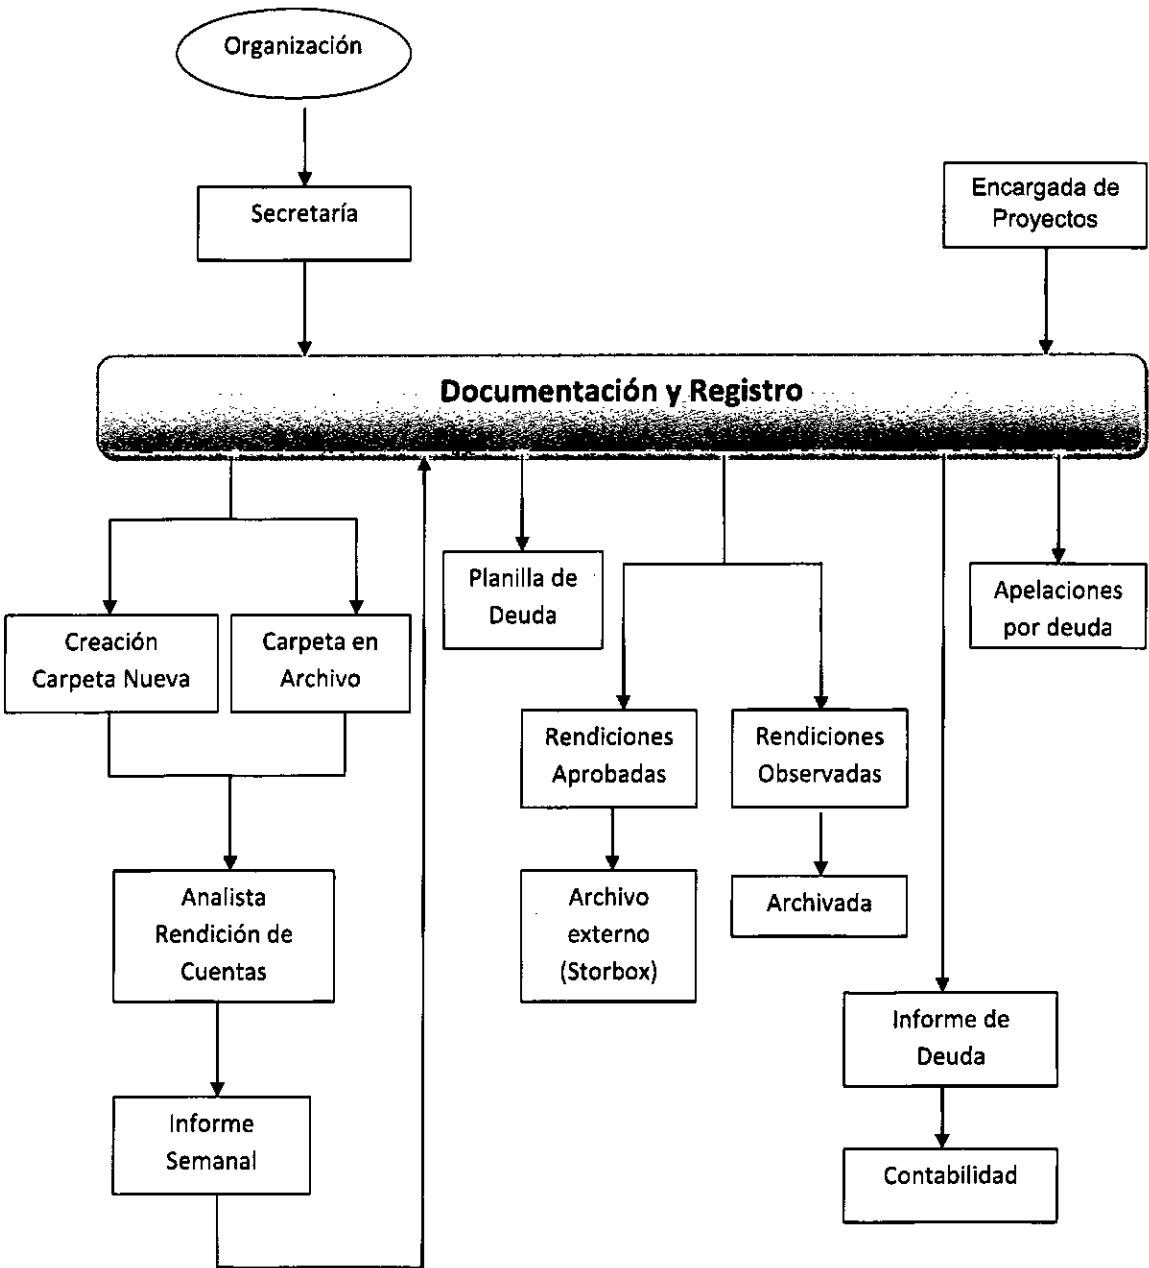 Organización
Secretaría
Encargada de
Proyectos
Documentación y Registro
Creación
Carpeta Nueva
Carpeta en
Archivo
Planilla de
Deuda
Apelaciones
por deuda
Rendiciones
Aprobadas
Rendiciones
Observadas
Analista
Rendición de
Cuentas
Archivo
externo
(Storbox)
Archivada
Informe de
Deuda
Informe
Semanal
Contabilidad